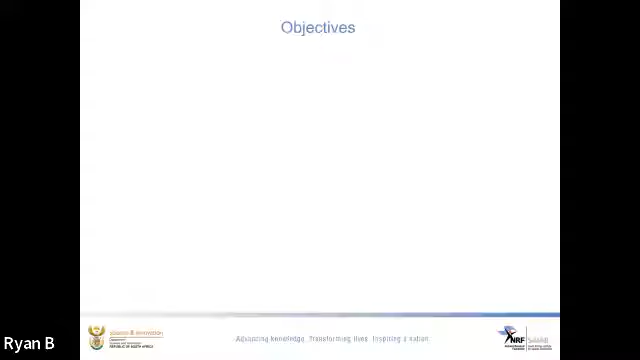 Objectives
science & innovation
Department:
Science and Innovation
REPUBLIC OF SOUTH AFRICA
Advancing knowledge. Transforming lives. Inspiring a nation.
NRF
SAIAB
Ryan B